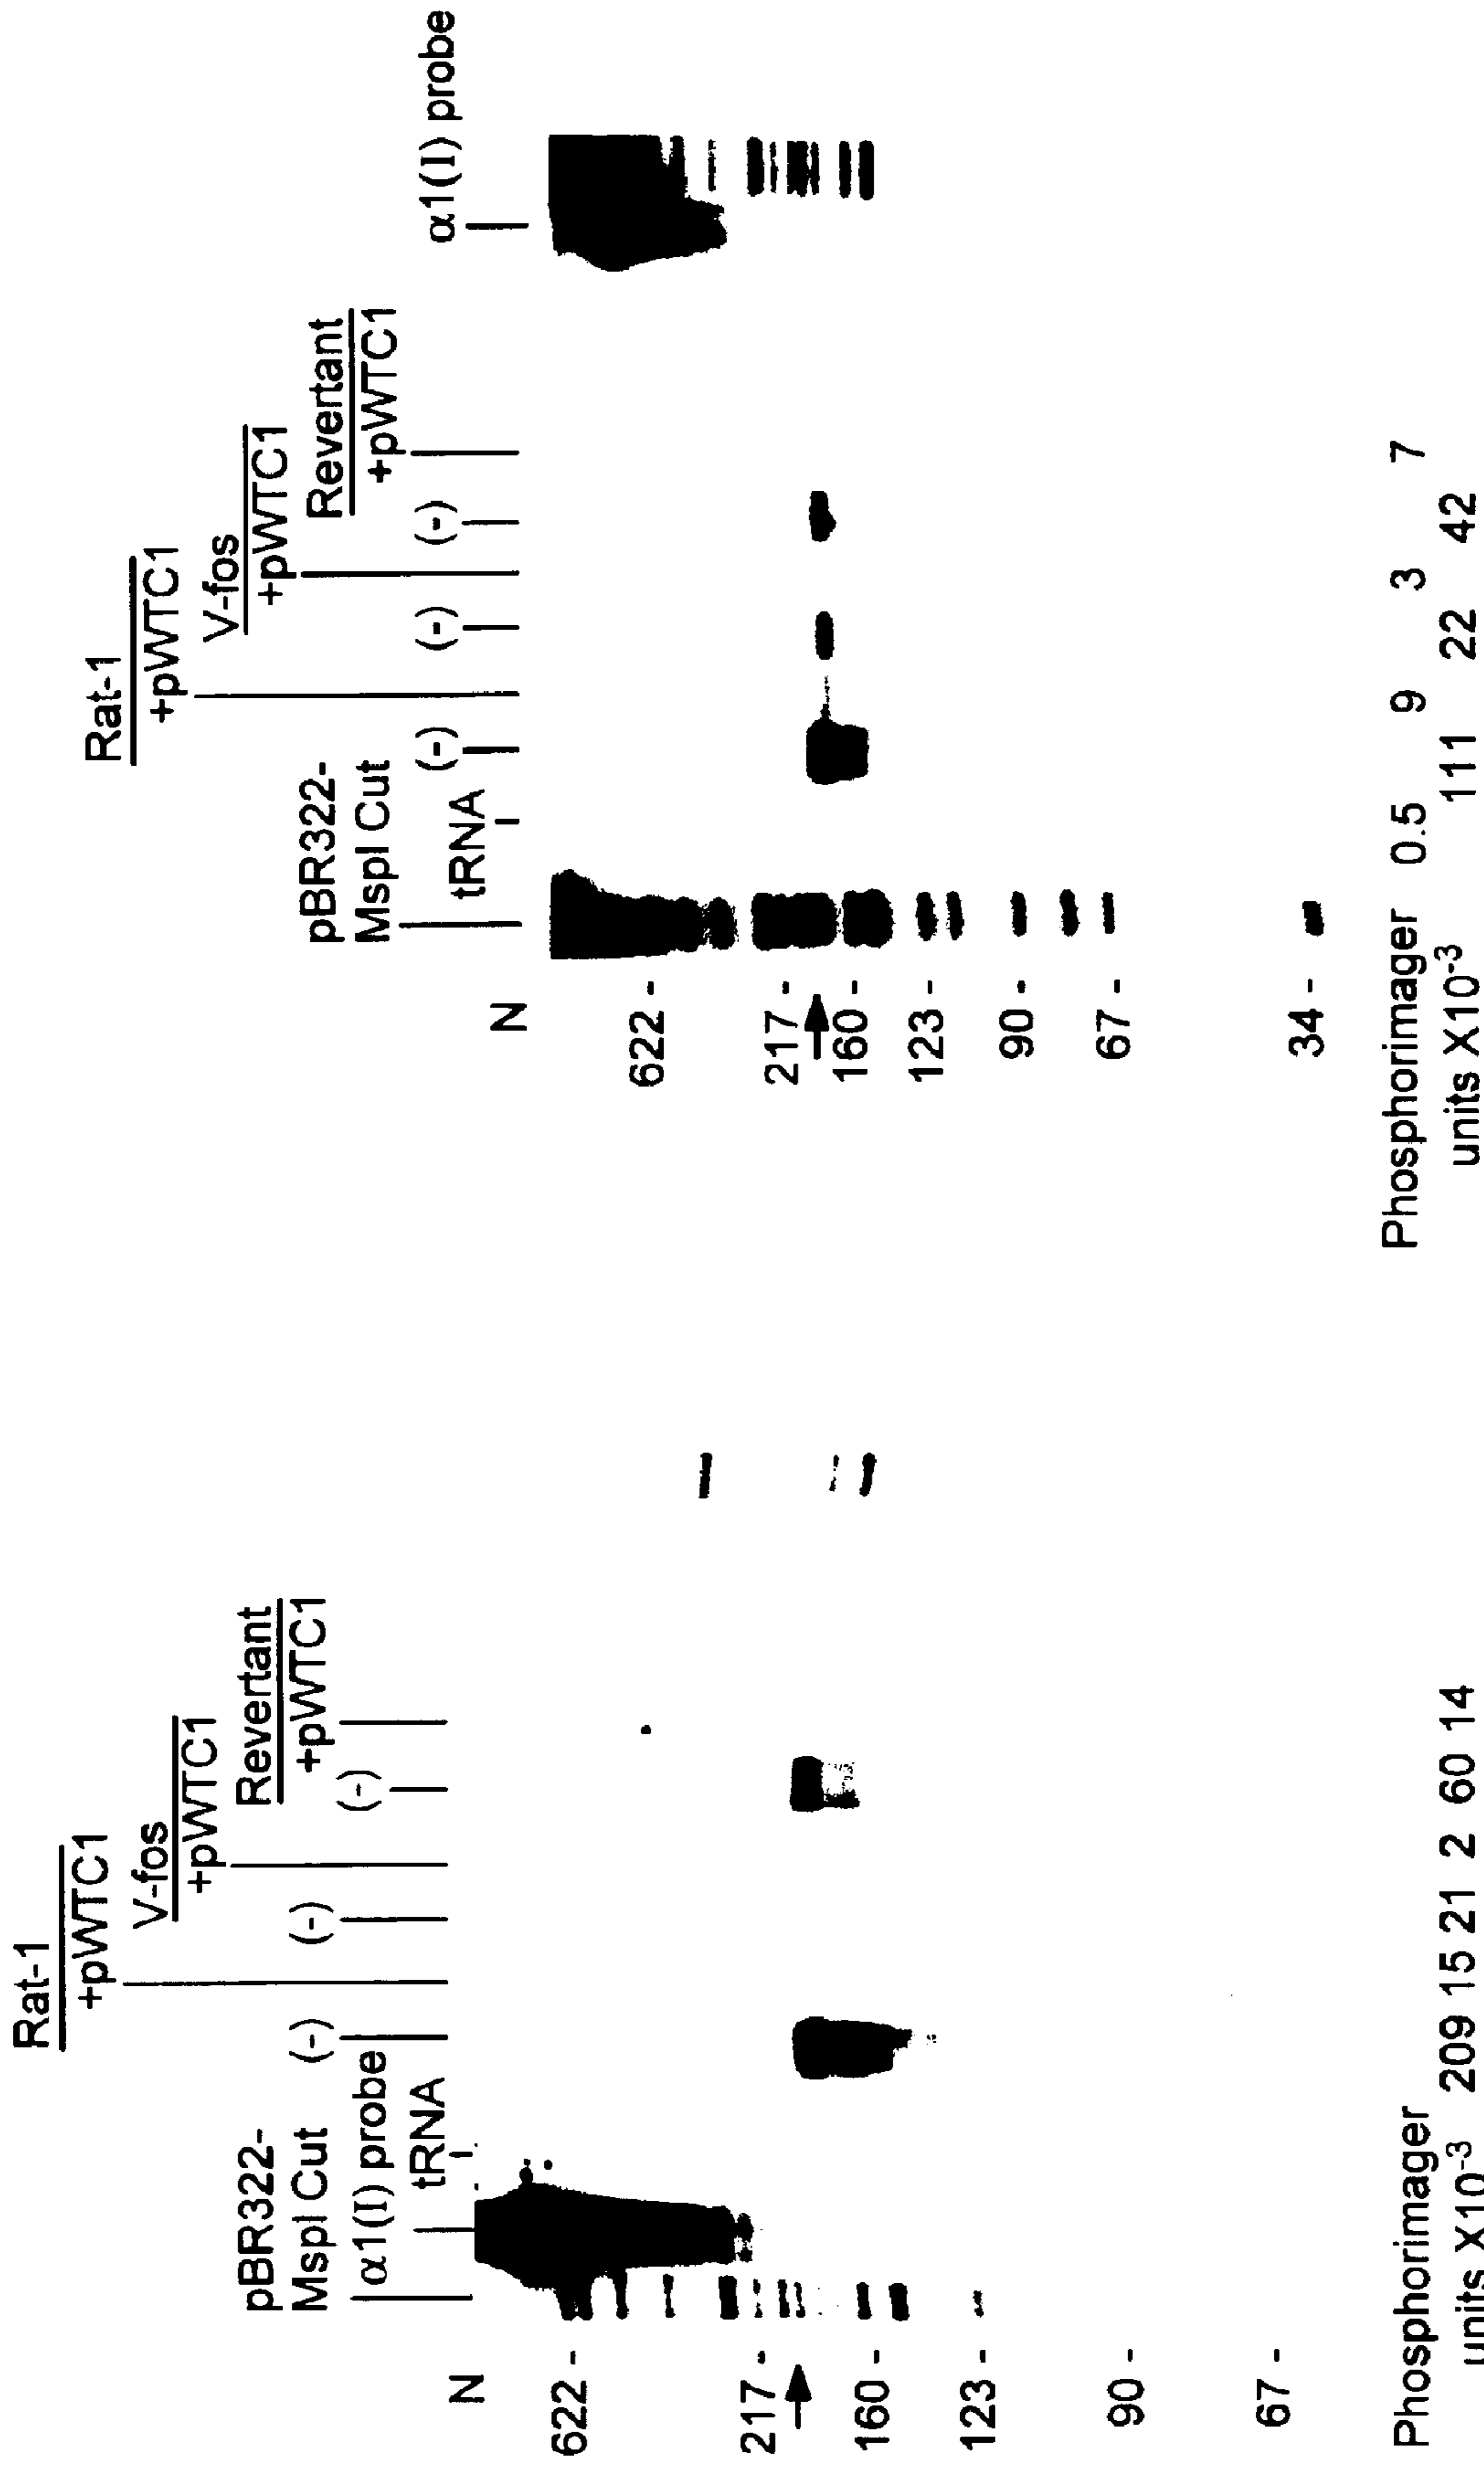 Rat-1
+pWTC1
V-fos
+pWTC1
Revertant
+pWTC1
(-)
(-)
(-)
pBR322-
MspI Cut
α1(I) probe
tRNA
N
622 -
217 -
160 -
123 -
90 -
67 -
Phosphorimager
units X10-3 209 15 21 2 60 14
Rat-1
+pWTC1
V-fos
+pWTC1
Revertant
+pWTC1
α1(I) probe
(-)
(-)
(-)
pBR322-
MspI Cut
tRNA
N
622 -
217 -
160 -
123 -
90 -
67 -
34 -
Phosphorimager 0.5 9 3 7
units X10-3 111 22 42